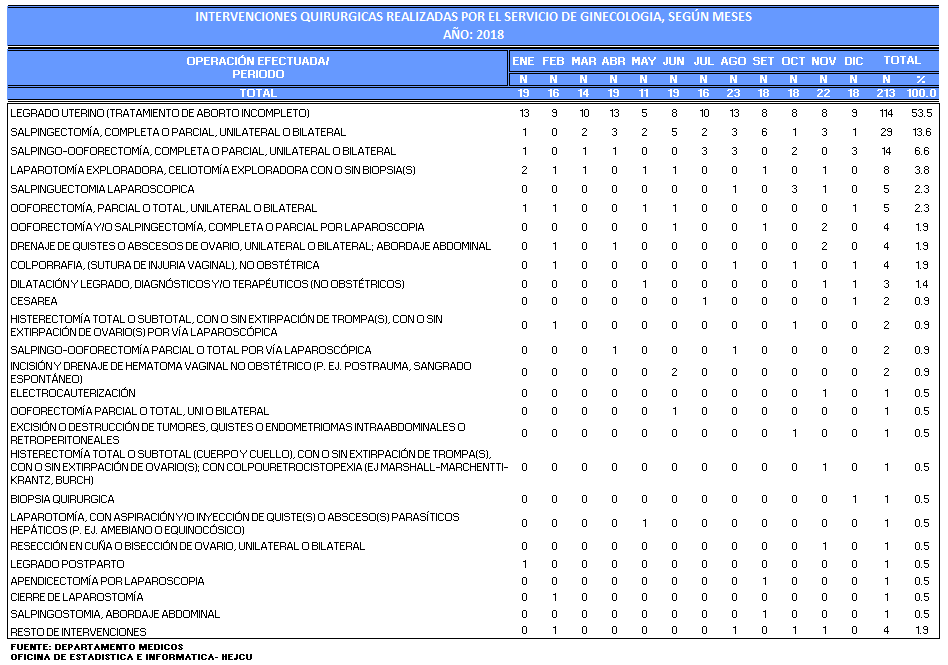 INTERVENCIONES QUIRURGICAS REALIZADAS POR EL SERVICIO DE GINECOLOGIA, SEGÚN MESES
AÑO: 2018
OPERACIÓN EFECTUADA/ PERIODO ENE FEB MAR ABR MAY JUN JUL AGO SET OCT NOV DIC TOTAL
N N N N N N N N N N N N N %
TOTAL 19 16 14 19 11 19 16 23 18 18 22 18 213 100.0
LEGRADO UTERINO (TRATAMIENTO DE ABORTO INCOMPLETO) 13 9 10 13 5 8 10 13 8 8 8 9 114 53.5
SALPINGECTOMÍA, COMPLETA O PARCIAL, UNILATERAL O BILATERAL 1 0 2 3 2 5 2 3 6 1 3 1 29 13.6
SALPINGO-OOFORECTOMÍA, COMPLETA O PARCIAL, UNILATERAL O BILATERAL 1 0 1 1 0 0 3 3 0 2 0 3 14 6.6
LAPAROTOMÍA EXPLORADORA, CELIOTOMÍA EXPLORADORA CON O SIN BIOPSIA(S) 2 1 1 0 1 1 0 0 1 0 1 0 8 3.8
SALPINGUECTOMIA LAPAROSCOPICA 0 0 0 0 0 0 0 1 0 3 1 0 5 2.3
OOFORECTOMÍA, PARCIAL O TOTAL, UNILATERAL O BILATERAL 1 1 0 0 1 1 0 0 0 0 0 1 5 2.3
OOFORECTOMÍA Y/O SALPINGECTOMÍA, COMPLETA O PARCIAL POR LAPAROSCOPIA 0 0 0 0 0 1 0 0 1 0 2 0 4 1.9
DRENAJE DE QUISTES O ABSCESOS DE OVARIO, UNILATERAL O BILATERAL; ABORDAJE ABDOMINAL 0 1 0 1 0 0 0 0 0 0 2 0 4 1.9
COLPORRAFIA, (SUTURA DE INJURIA VAGINAL), NO OBSTÉTRICA 0 1 0 0 0 0 0 1 0 1 0 1 4 1.9
DILATACIÓN Y LEGRADO, DIAGNÓSTICOS Y/O TERAPÉUTICOS (NO OBSTÉTRICOS) 0 0 0 0 1 0 0 0 0 0 1 1 3 1.4
CESAREA 0 0 0 0 0 0 1 0 0 0 0 1 2 0.9
HISTERECTOMÍA TOTAL O SUBTOTAL, CON O SIN EXTIRPACIÓN DE TROMPA(S), CON O SIN
EXTIRPACIÓN DE OVARIO(S) POR VÍA LAPAROSCÓPICA 0 1 0 0 0 0 0 0 0 1 0 0 2 0.9
SALPINGO-OOFORECTOMÍA PARCIAL O TOTAL POR VÍA LAPAROSCÓPICA 0 0 0 1 0 0 0 1 0 0 0 0 2 0.9
INCISIÓN Y DRENAJE DE HEMATOMA VAGINAL NO OBSTÉTRICO (P. EJ. POSTRAUMA, SANGRADO
ESPONTÁNEO) 0 0 0 0 0 2 0 0 0 0 0 0 2 0.9
ELECTROCAUTERIZACIÓN 0 0 0 0 0 0 0 0 0 0 1 0 1 0.5
OOFORECTOMÍA PARCIAL O TOTAL, UNI O BILATERAL 0 0 0 0 0 1 0 0 0 0 0 0 1 0.5
EXCISIÓN O DESTRUCCIÓN DE TUMORES, QUISTES O ENDOMETRIOMAS INTRAABDOMINALES O
RETROPERITONEALES 0 0 0 0 0 0 0 0 0 1 0 0 1 0.5
HISTERECTOMÍA TOTAL O SUBTOTAL (CUERPO Y CUELLO), CON O SIN EXTIRPACIÓN DE TROMPA(S),
CON O SIN EXTIRPACIÓN DE OVARIO(S); CON COLPOURETROCISTOPEXIA (EJ MARSHALL-MARCHENTTI-
KRANTZ, BURCH) 0 0 0 0 0 0 0 0 0 0 1 0 1 0.5
BIOPSIA QUIRURGICA 0 0 0 0 0 0 0 0 0 0 0 1 1 0.5
LAPAROTOMÍA, CON ASPIRACIÓN Y/O INYECCIÓN DE QUISTE(S) O ABSCESO(S) PARASÍTICOS
HEPÁTICOS (P. EJ. AMEBIANO O EQUINOCÓSICO) 0 0 0 0 1 0 0 0 0 0 0 0 1 0.5
RESECCIÓN EN CUÑA O BISECCIÓN DE OVARIO, UNILATERAL O BILATERAL 0 0 0 0 0 0 0 0 0 0 1 0 1 0.5
LEGRADO POSTPARTO 1 0 0 0 0 0 0 0 0 0 0 0 1 0.5
APENDICECTOMÍA POR LAPAROSCOPIA 0 0 0 0 0 0 0 0 1 0 0 0 1 0.5
CIERRE DE LAPAROSTOMÍA 0 1 0 0 0 0 0 0 0 0 0 0 1 0.5
SALPINGOSTOMIA, ABORDAJE ABDOMINAL 0 0 0 0 0 0 0 0 1 0 0 0 1 0.5
RESTO DE INTERVENCIONES 0 1 0 0 0 0 0 1 0 1 1 0 4 1.9
FUENTE: DEPARTAMENTO MEDICOS
OFICINA DE ESTADISTICA E INFORMATICA- HEJCU